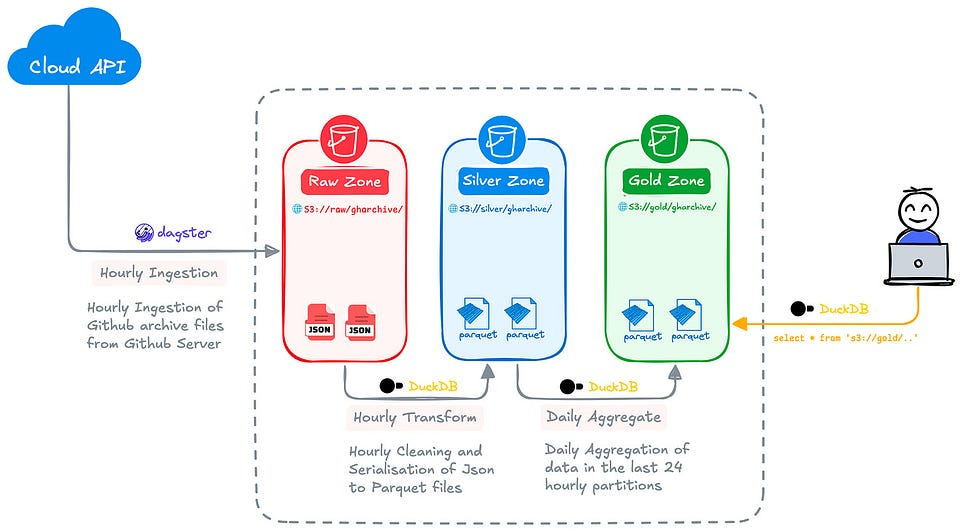 Cloud API
Raw Zone
S3://raw/gharchive/
JSON
JSON
Silver Zone
S3://silver/gharchive/
parquet
parquet
Gold Zone
S3://gold/gharchive/
parquet
parquet
dagster
Hourly Ingestion
Hourly Ingestion of
Github archive files
from Github Server
DuckDB
Hourly Transform
Hourly Cleaning and
Serialisation of Json
to Parquet files
DuckDB
Daily Aggregate
Daily Aggregation of
data in the last 24
hourly partitions
DuckDB
select * from 's3://gold/..'